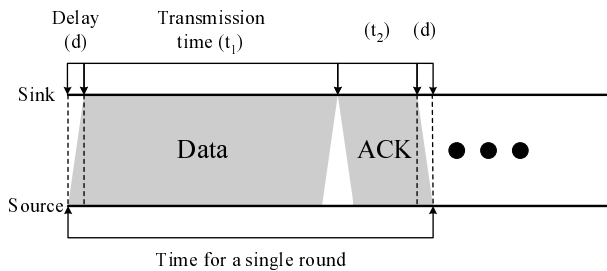 Delay
(d)
Transmission
time (t₁)
(t₂)
(d)
Sink
Data
ACK
Source
Time for a single round